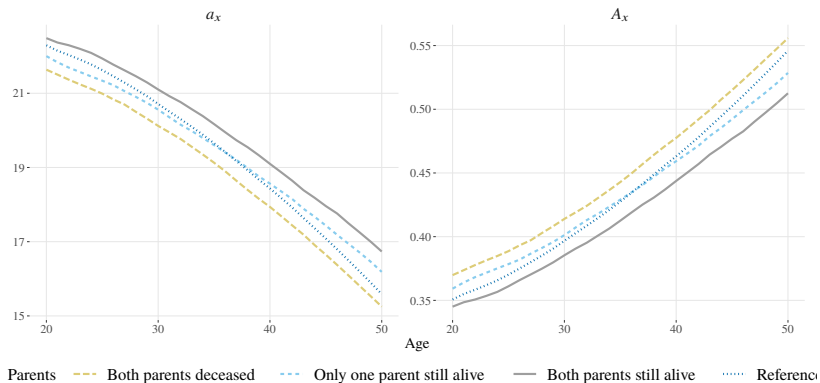 a_x A_x
21
19
17
15
20 30 40 50
0.55
0.50
0.45
0.40
0.35
20 30 40 50
Age
Parents Both parents deceased Only one parent still alive Both parents still alive Reference